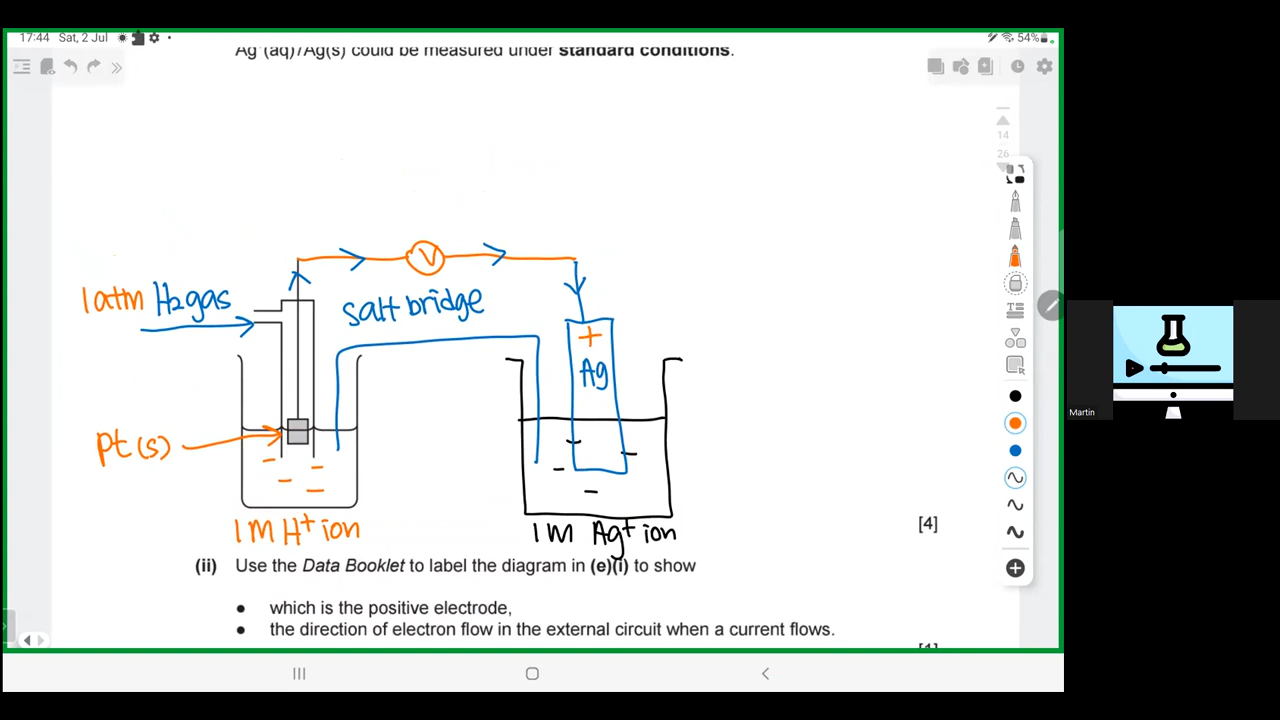 17:44 Sat, 2 Jul
54%
Ag⁺(aq)/Ag(s) could be measured under standard conditions.
14
26
V
1atm H₂ gas
salt bridge
+
Ag
Pt(s)
1M H⁺ ion
1M Ag⁺ ion
[4]
(ii) Use the Data Booklet to label the diagram in (e)(i) to show
● which is the positive electrode,
● the direction of electron flow in the external circuit when a current flows.
Martin